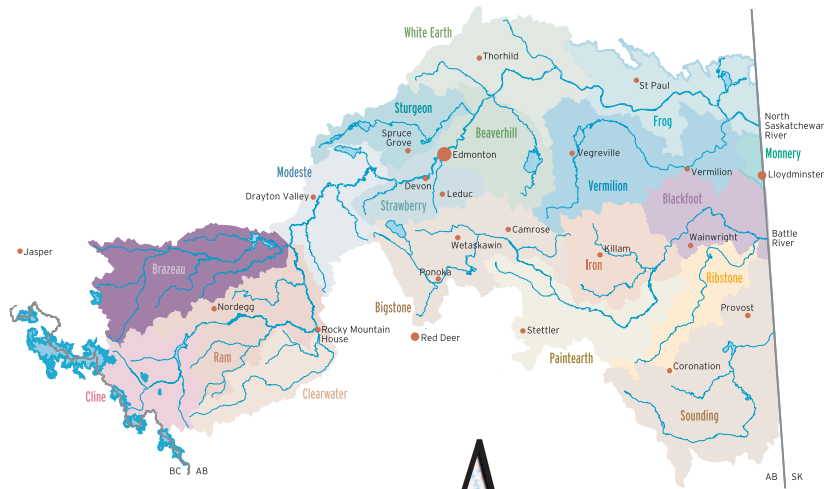 White Earth
Thorhild
St Paul
Sturgeon
Spruce
Grove
Beaverhill
Frog
North
Saskatchewan
River
Edmonton
Vegreville
Monnery
Modeste
Devon
Leduc
Vermilion
Vermilion
Lloydminster
Drayton Valley
Strawberry
Blackfoot
Camrose
Wetaskawin
Wainwright
Battle
River
Jasper
Brazeau
Killam
Iron
Ponoka
Ribstone
Nordegg
Bigstone
Provost
Rocky Mountain
House
Red Deer
Stettler
Ram
Paintearth
Coronation
Cline
Clearwater
Sounding
BC
AB
AB
SK